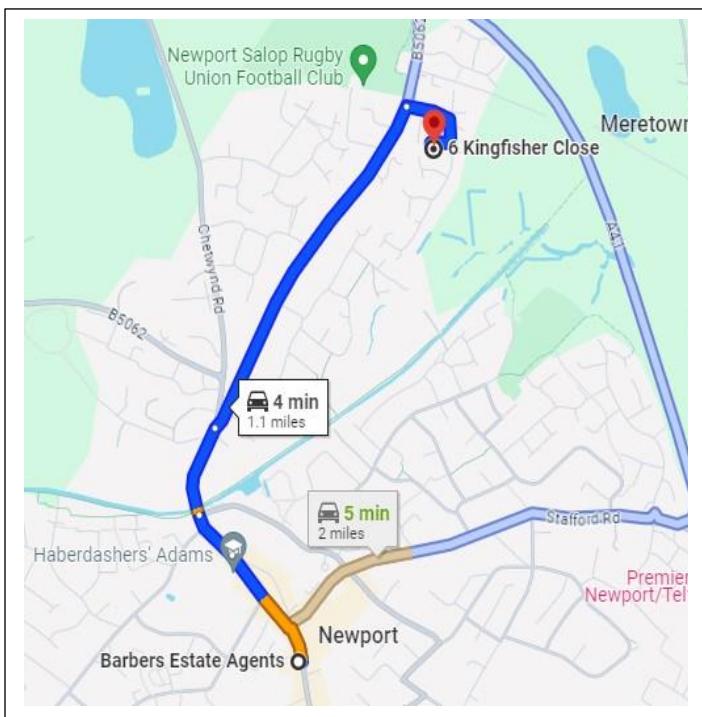 Newport Salop Rugby
Union Football Club
B5062
6 Kingfisher Close
Meretown
A41
Chetwynd Rd
B5062
4 min
1.1 miles
5 min
2 miles
Stafford Rd
Haberdashers' Adams
Premier
Newport/Tel
Newport
Barbers Estate Agents